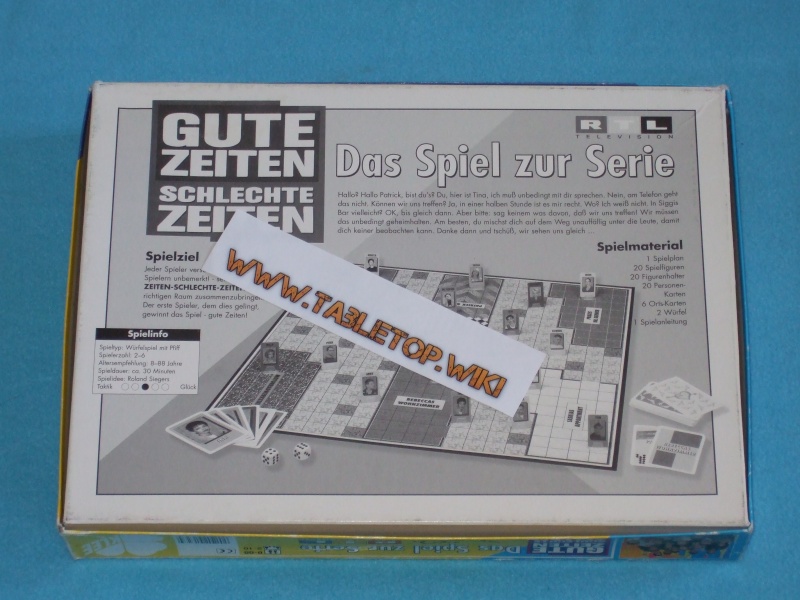 GUTE
ZEITEN
SCHLECHTE
ZEITEN
RTL
TELEVISION
Das Spiel zur Serie
Hallo? Hallo Patrick, bist du's? Du, hier ist Tina, ich muß unbedingt mit dir sprechen. Nein, am Telefon geht
das nicht. Können wir uns treffen? Ja, in einer halben Stunde ist es mir recht. Wo? Ich weiß nicht. In Siggis
Bar vielleicht? OK, bis gleich dann. Aber bitte: sag keinem was davon, daß wir uns treffen! Wir müssen
das unbedingt geheimhalten. Am besten, du mischst dich auf dem Weg unauffällig unter die Leute, damit
dich keiner beobachten kann. Danke dann und tschüß, wir sehen uns gleich ...
Spielziel
Jeder Spieler
Spielern unbemerkt
ZEITEN-SCHLECHTE-ZEITEN
richtigen Raum zusammenzubringen.
Der erste Spieler, dem dies gelingt,
gewinnt das Spiel - gute Zeiten!
Spielmaterial
1 Spielplan
20 Spielfiguren
20 Figurenhalter
20 Personen-
Karten
6 Orts-Karten
2 Würfel
1 Spielanleitung
Spielinfo
Spieltyp: Würfelspiel mit Pfiff
Spielerzahl: 2–6
Altersempfehlung: 8–88 Jahre
Spieldauer: ca. 30 Minuten
Spielidee: Roland Siegers
Taktik Glück
WWW.TABLETOP.WIKI
REBECCAS
WOHNZIMMER
GUTE
ZEITEN
Das Spiel zur Serie